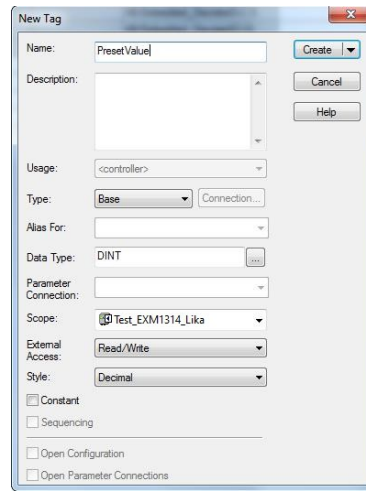 New Tag
Name: PresetValue Create
Description: Cancel
Help
Usage: <controller>
Type: Base Connection...
Alias For:
Data Type: DINT ...
Parameter
Connection:
Scope: Test_EXM1314_Lika
External
Access: Read/Write
Style: Decimal
Constant
Sequencing
Open Configuration
Open Parameter Connections